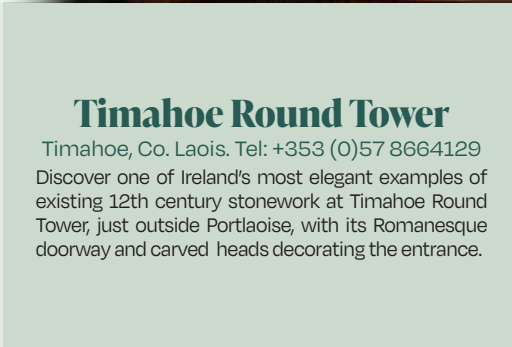 Timahoe Round Tower
Timahoe, Co. Laois. Tel: +353 (0)57 8664129
Discover one of Ireland's most elegant examples of
existing 12th century stonework at Timahoe Round
Tower, just outside Portlaoise, with its Romanesque
doorway and carved heads decorating the entrance.